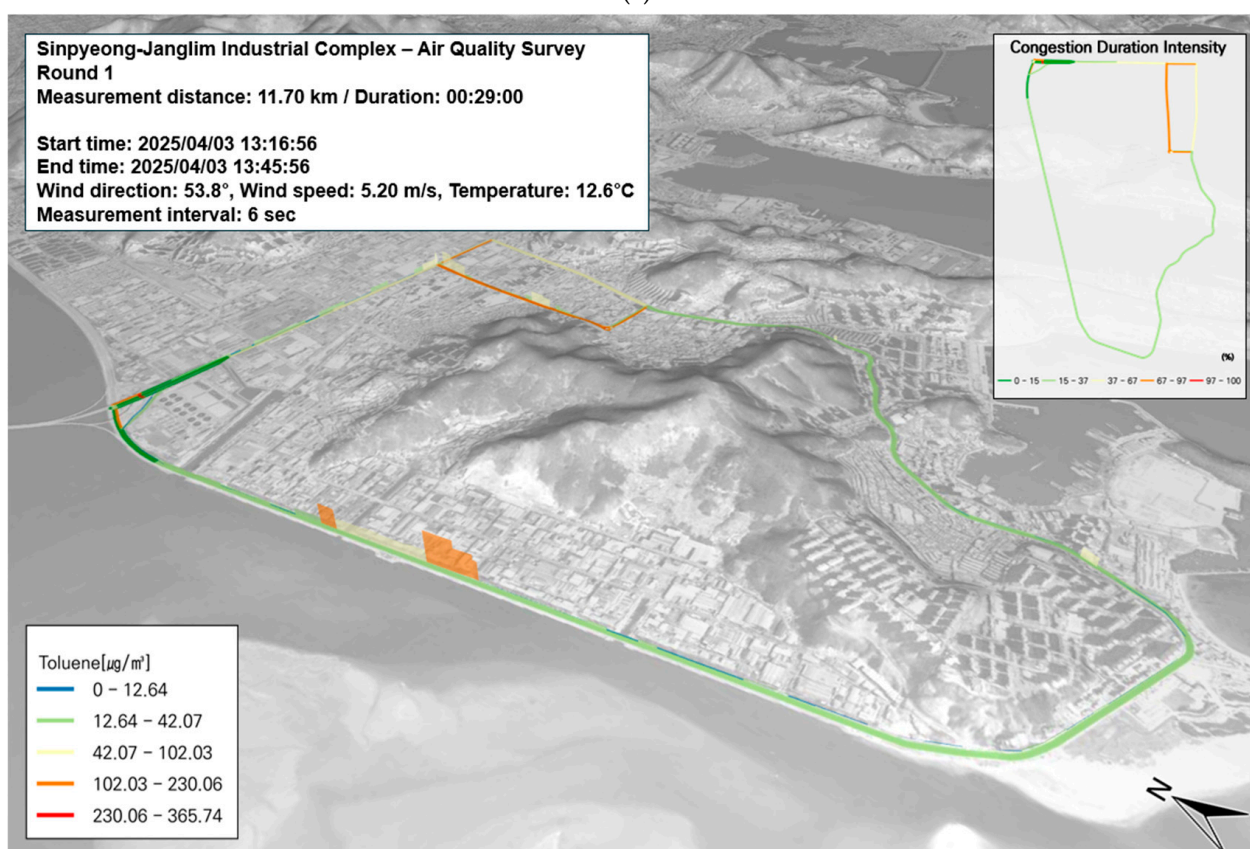 Sinpyeong-Janglim Industrial Complex – Air Quality Survey
Round 1
Measurement distance: 11.70 km / Duration: 00:29:00
Start time: 2025/04/03 13:16:56
End time: 2025/04/03 13:45:56
Wind direction: 53.8°, Wind speed: 5.20 m/s, Temperature: 12.6°C
Measurement interval: 6 sec
Congestion Duration Intensity
(%)
0 - 15 15 - 37 37 - 67 67 - 97 97 - 100
Toluene[㎍/㎥]
0 - 12.64
12.64 - 42.07
42.07 - 102.03
102.03 - 230.06
230.06 - 365.74
N